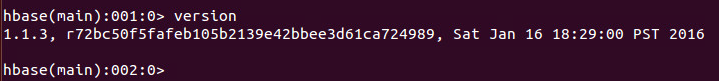 hbase(main):001:0> version
1.1.3, r72bc50f5fafeb105b2139e42bbee3d61ca724989, Sat Jan 16 18:29:00 PST 2016
hbase(main):002:0>